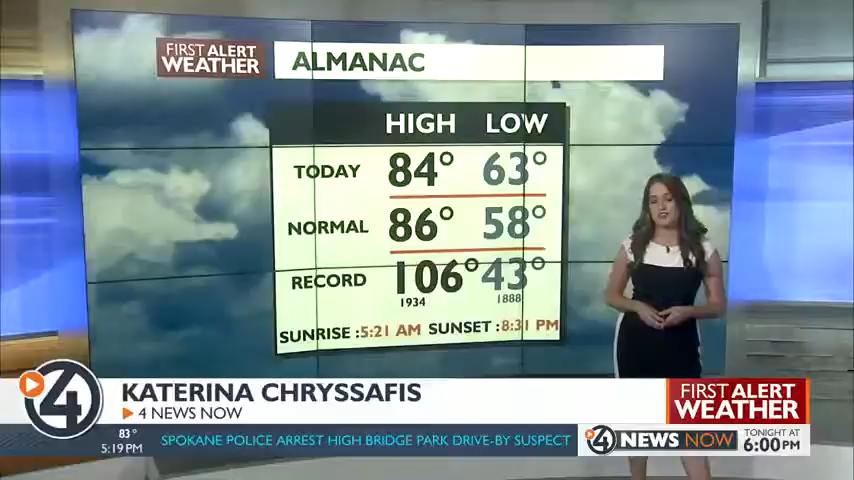 FIRST ALERT
WEATHER
ALMANAC
HIGH LOW
TODAY 84° 63°
NORMAL 86° 58°
RECORD 106° 43°
1934 1888
SUNRISE :5:21 AM SUNSET :8:31 PM
4
KATERINA CHRYSSAFIS
4 NEWS NOW
FIRST ALERT
WEATHER
83°
5:19 PM
SPOKANE POLICE ARREST HIGH BRIDGE PARK DRIVE-BY SUSPECT
4 NEWS NOW
TONIGHT AT
6:00PM